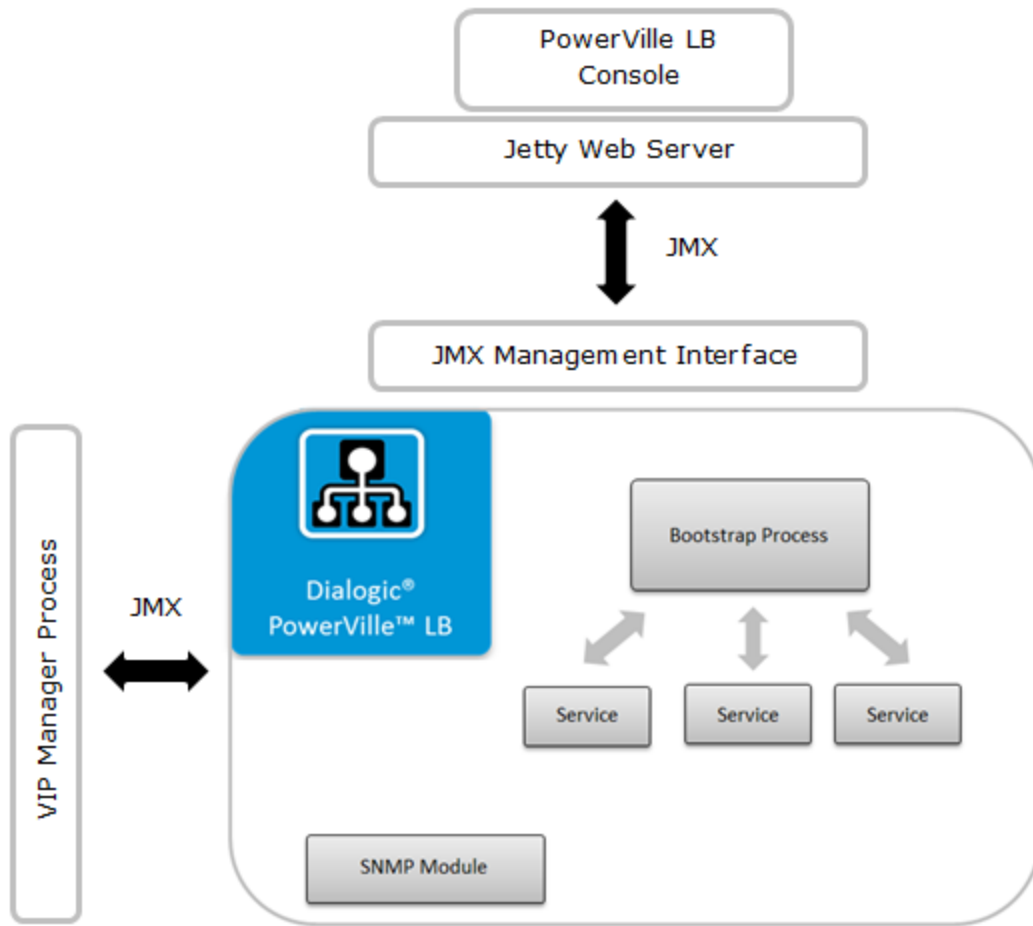 PowerVille LB
Console
Jetty Web Server
JMX
JMX Management Interface
Dialogic®
PowerVille™ LB
Bootstrap Process
Service
Service
Service
SNMP Module
VIP Manager Process
JMX